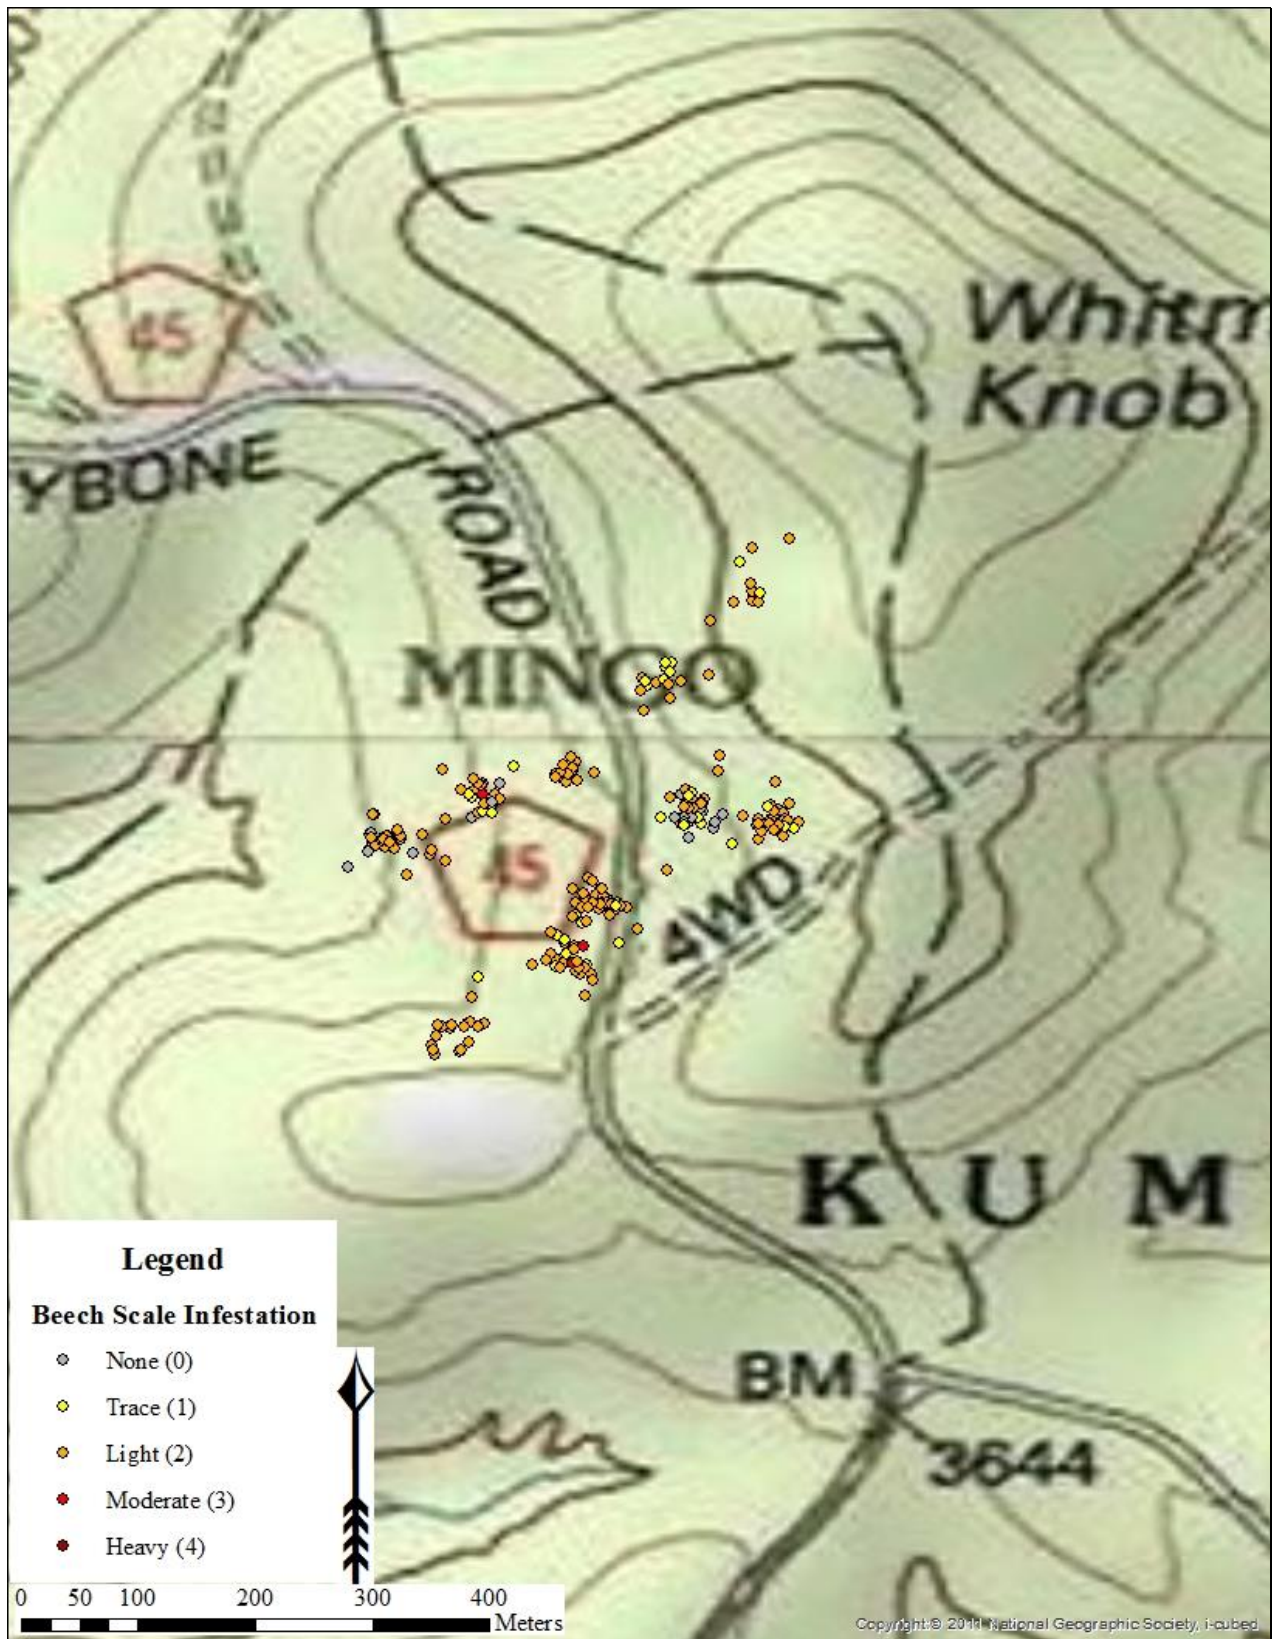 Whitm
Knob
45
YBONE
ROAD
MINGO
45
4WD
K U M
Legend
Beech Scale Infestation
None (0)
Trace (1)
Light (2)
Moderate (3)
Heavy (4)
BM
3644
0 50 100 200 300 400
Meters
Copyright:© 2011 National Geographic Society, i-cubed